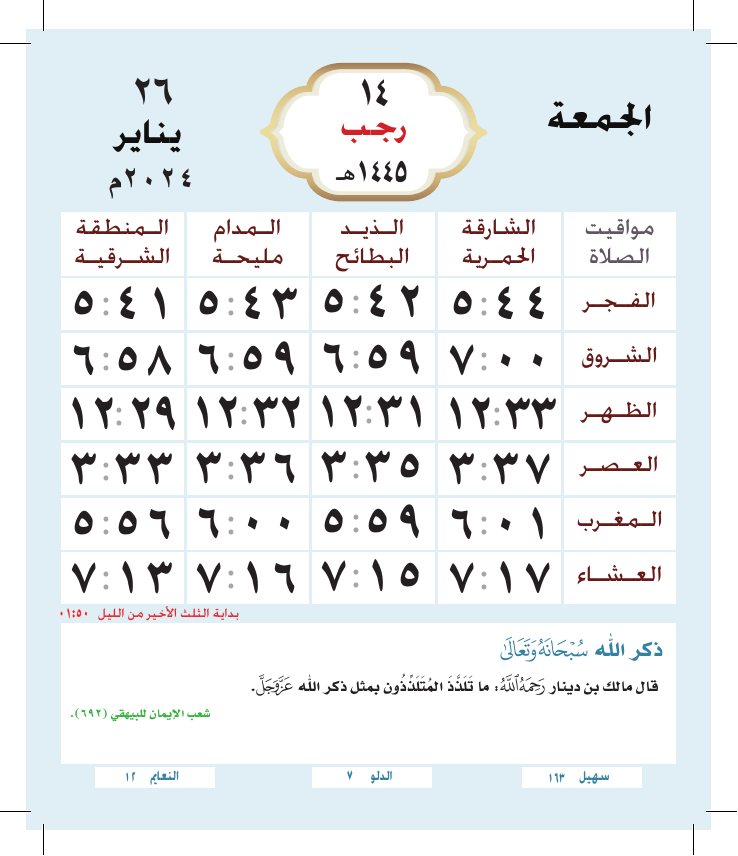 الجمعة
١٤
رجب
١٤٤٥هـ
٢٦
يناير
٢٠٢٤م
مواقيت الصلاة | الشارقة الحمرية | الذيد البطائح | المدام مليحة | المنطقة الشرقية
الفجر ٥:٤٤ ٥:٤٢ ٥:٤٣ ٥:٤١
الشروق ٧:٠٠ ٦:٥٩ ٦:٥٩ ٦:٥٨
الظهر ١٢:٣٣ ١٢:٣١ ١٢:٣٢ ١٢:٢٩
العصر ٣:٣٧ ٣:٣٥ ٣:٣٦ ٣:٣٣
المغرب ٦:٠١ ٥:٥٩ ٦:٠٠ ٥:٥٦
العشاء ٧:١٧ ٧:١٥ ٧:١٦ ٧:١٣
بداية الثلث الأخير من الليل ٠١:٥٠
ذكر الله سُبْحَانَهُ وَتَعَالَىٰ
قال مالك بن دينار رَحِمَهُ ٱللَّهُ: ما تَلَذَّذَ المُتَلَذِّذُون بمثل ذكر الله عَزَّوَجَلَّ.
شعب الإيمان للبيهقي (٦٩٢).
سهيل ١٦٣
الدلو ٧
النعايم ١٢